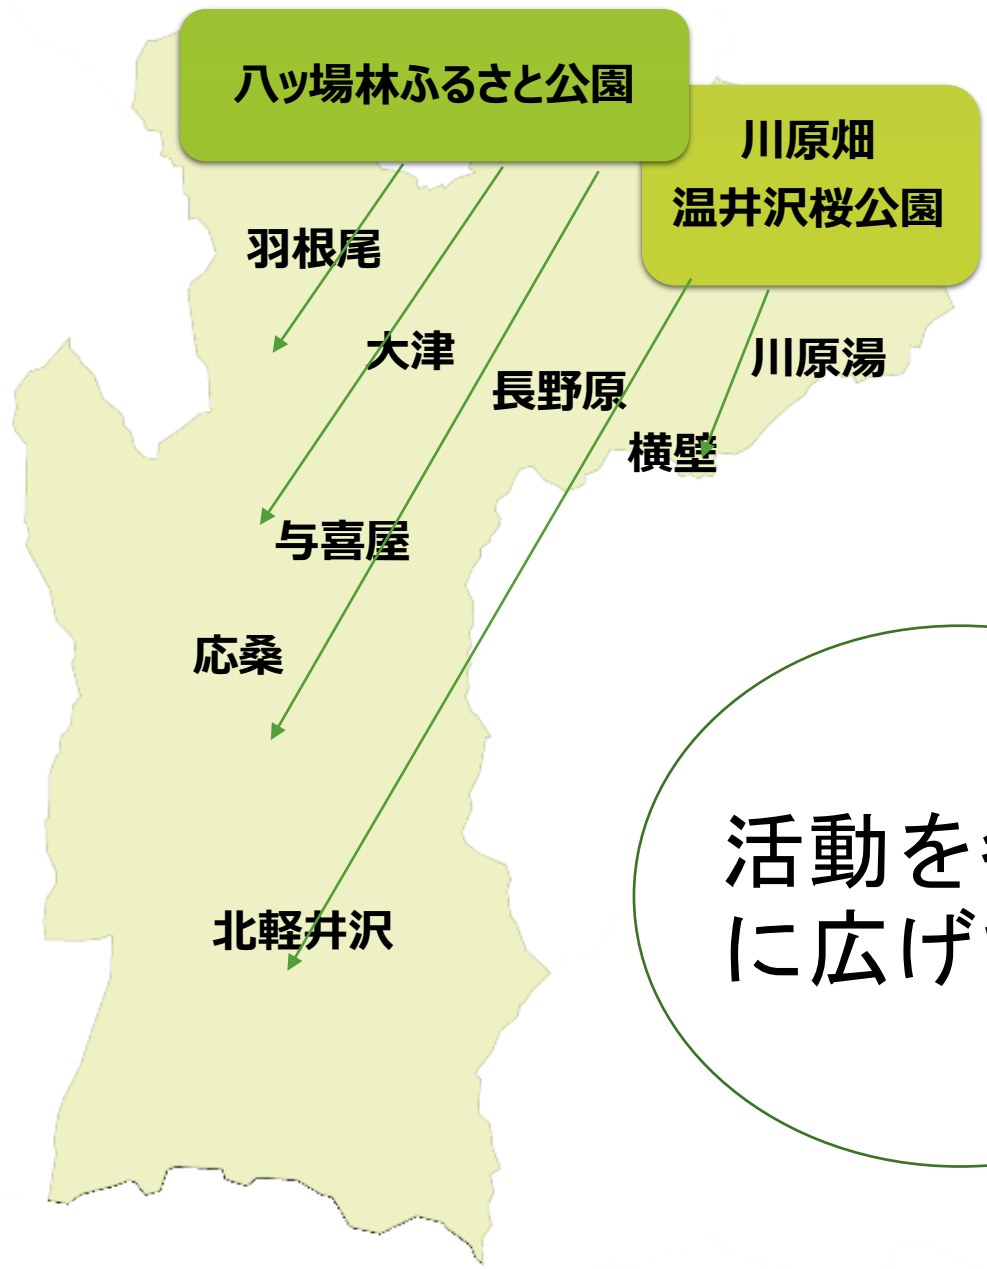 八ッ場林ふるさと公園
川原畑
温井沢桜公園
羽根尾
大津
川原湯
長野原
横壁
与喜屋
応桑
北軽井沢
活動を
に広げ